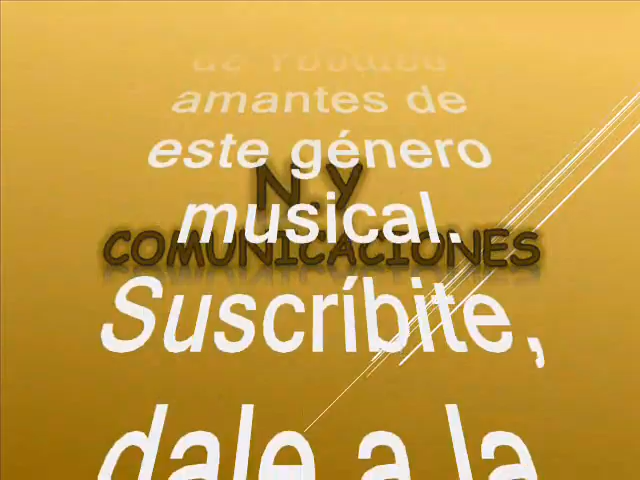 amantes de
este género
musical.
Suscríbite,
dale a la
N.Y
COMUNICACIONES